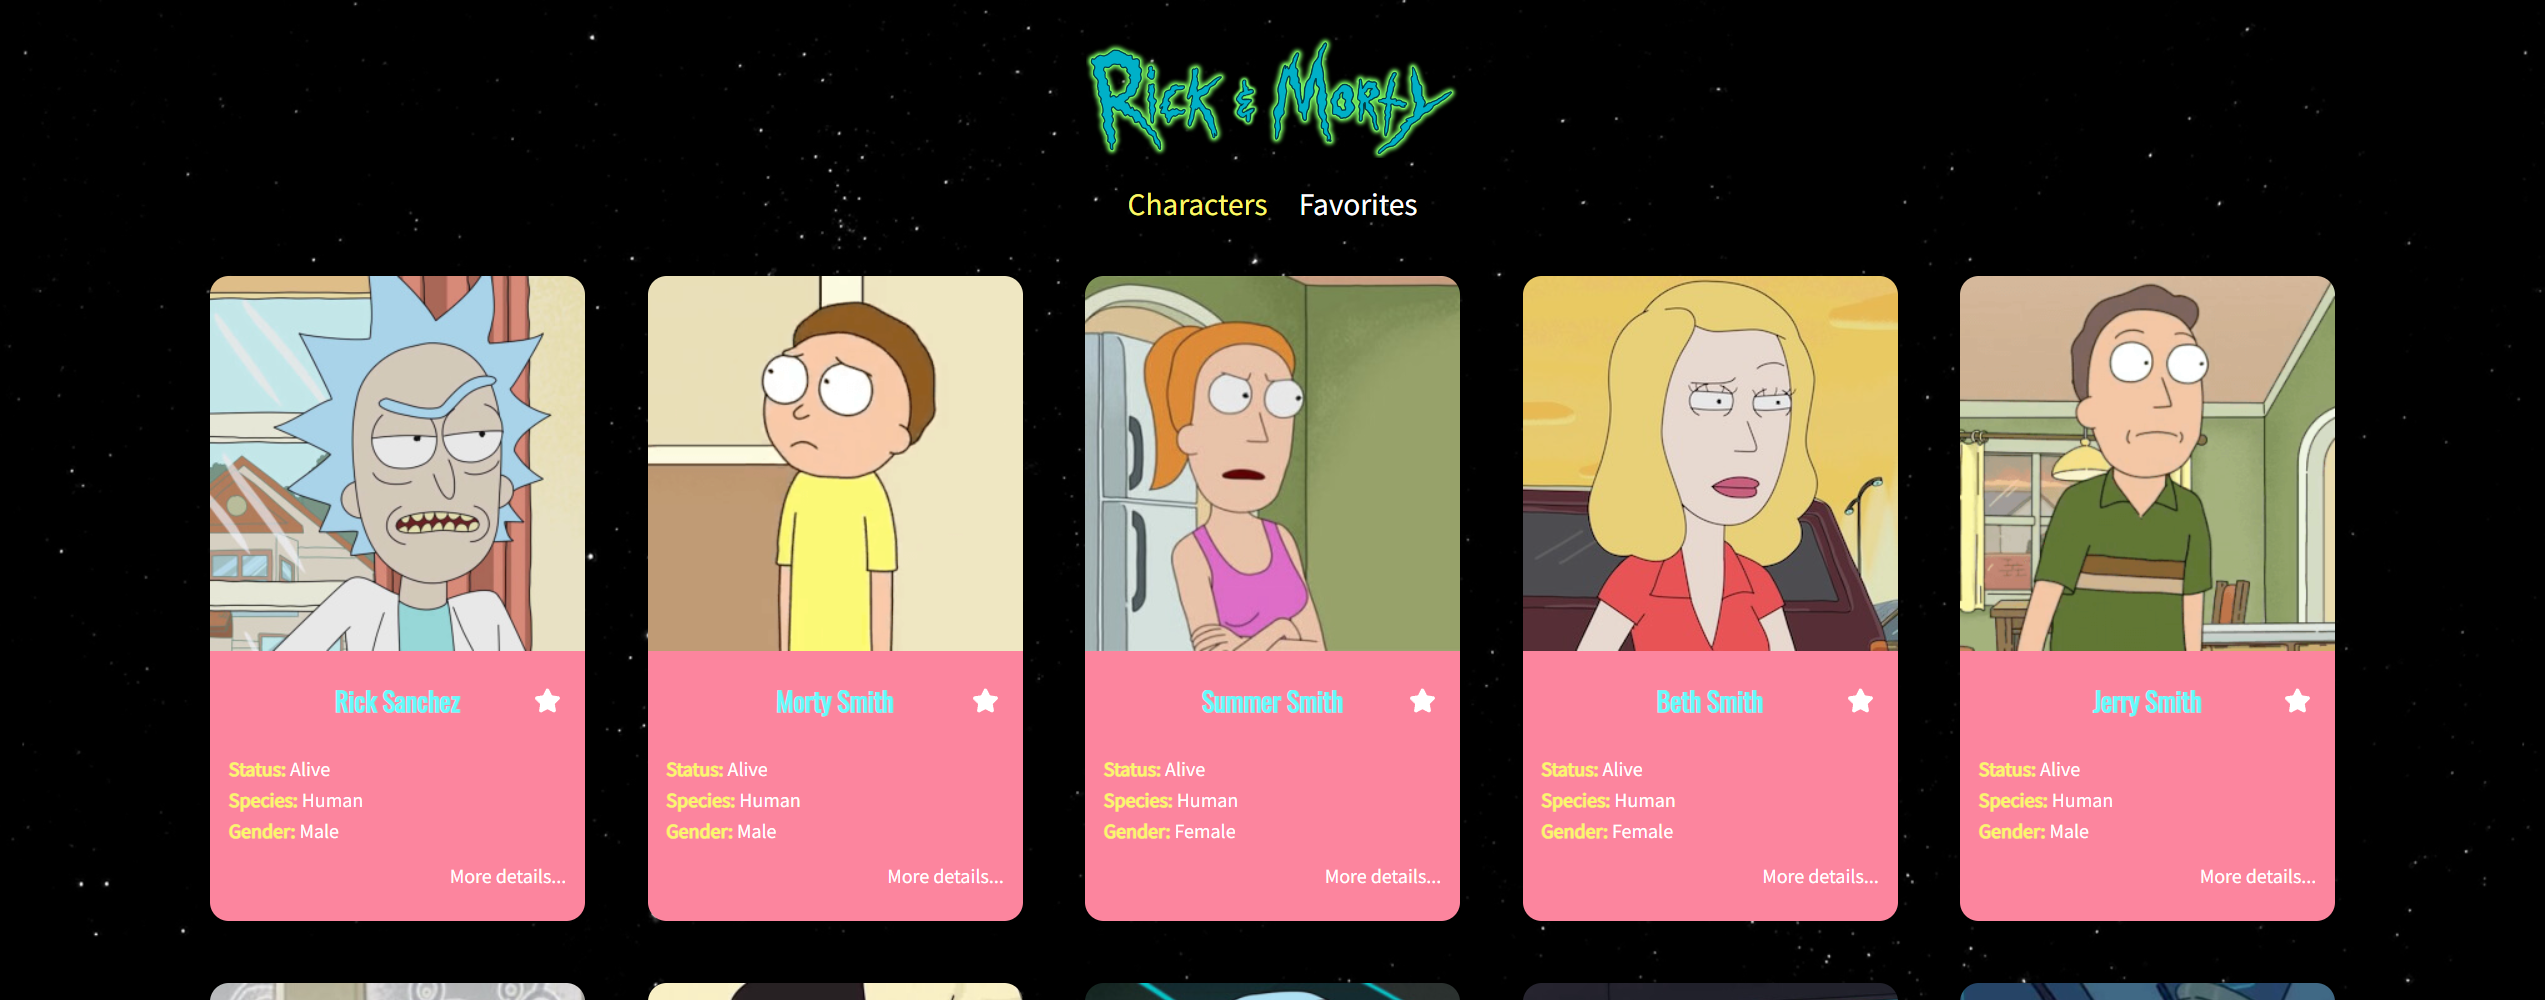 Rick & Morty
Characters Favorites
Rick Sanchez
Status: Alive
Species: Human
Gender: Male
More details...
Morty Smith
Status: Alive
Species: Human
Gender: Male
More details...
Summer Smith
Status: Alive
Species: Human
Gender: Female
More details...
Beth Smith
Status: Alive
Species: Human
Gender: Female
More details...
Jerry Smith
Status: Alive
Species: Human
Gender: Male
More details...